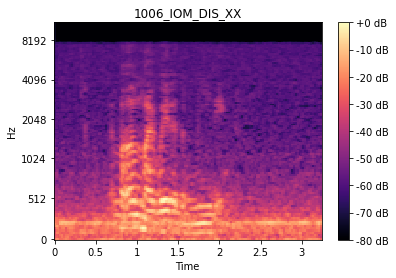 1006_IOM_DIS_XX
+0 dB
8192
-10 dB
4096
-20 dB
-30 dB
2048
Hz
-40 dB
1024
-50 dB
512
-60 dB
-70 dB
0
-80 dB
0 0.5 1 1.5 2 2.5 3
Time